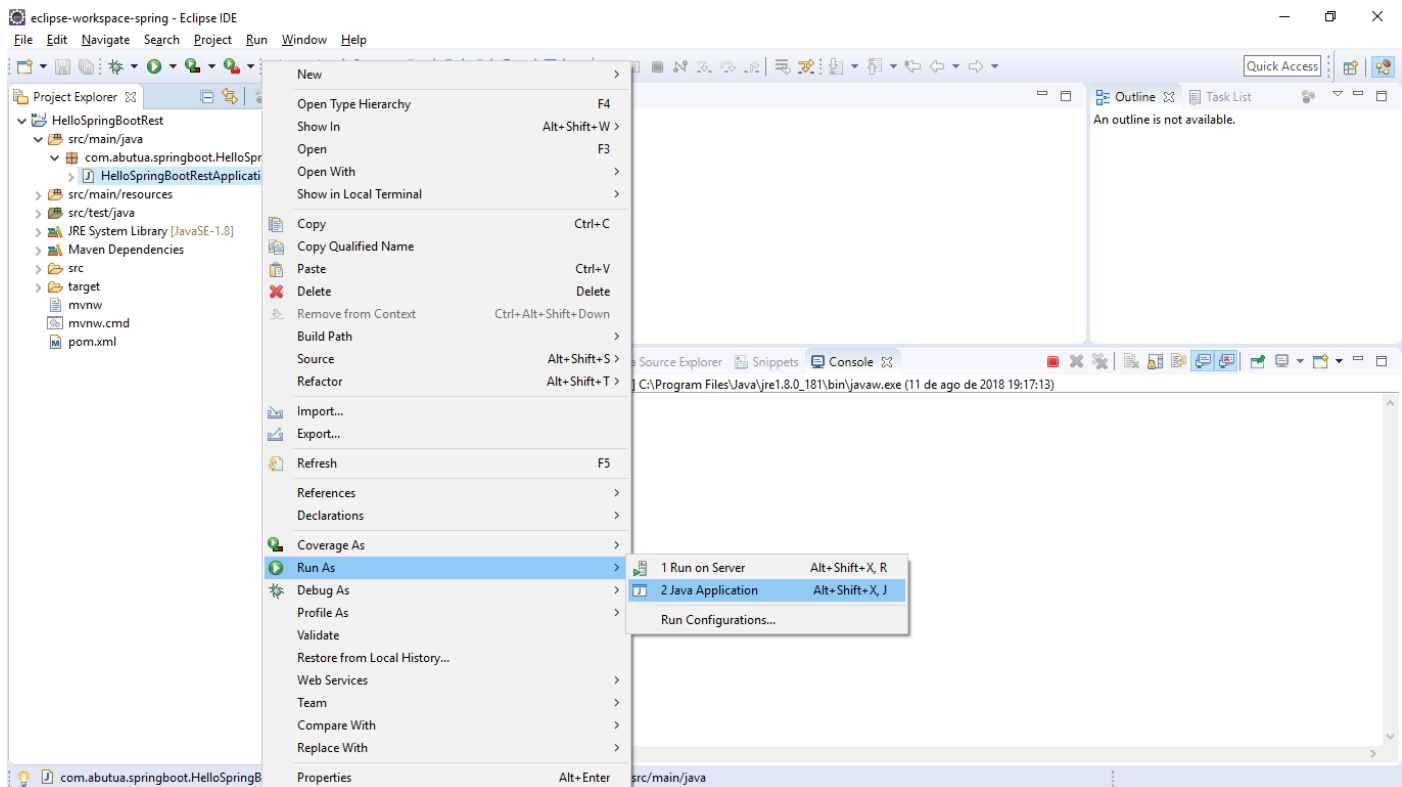 eclipse-workspace-spring - Eclipse IDE
File Edit Navigate Search Project Run Window Help
Quick Access
Project Explorer
HelloSpringBootRest
src/main/java
com.abutua.springboot.HelloSpr
HelloSpringBootRestApplicati
src/main/resources
src/test/java
JRE System Library [JavaSE-1.8]
Maven Dependencies
src
target
mvnw
mvnw.cmd
pom.xml
New
Open Type Hierarchy F4
Show In Alt+Shift+W
Open F3
Open With
Show in Local Terminal
Copy Ctrl+C
Copy Qualified Name
Paste Ctrl+V
Delete Delete
Remove from Context Ctrl+Alt+Shift+Down
Build Path
Source Alt+Shift+S
Refactor Alt+Shift+T
Import...
Export...
Refresh F5
References
Declarations
Coverage As
Run As
Debug As
Profile As
Validate
Restore from Local History...
Web Services
Team
Compare With
Replace With
Properties Alt+Enter
1 Run on Server Alt+Shift+X, R
2 Java Application Alt+Shift+X, J
Run Configurations...
Outline Task List
An outline is not available.
a Source Explorer Snippets Console
] C:\Program Files\Java\jre1.8.0_181\bin\javaw.exe (11 de ago de 2018 19:17:13)
com.abutua.springboot.HelloSpringB
src/main/java